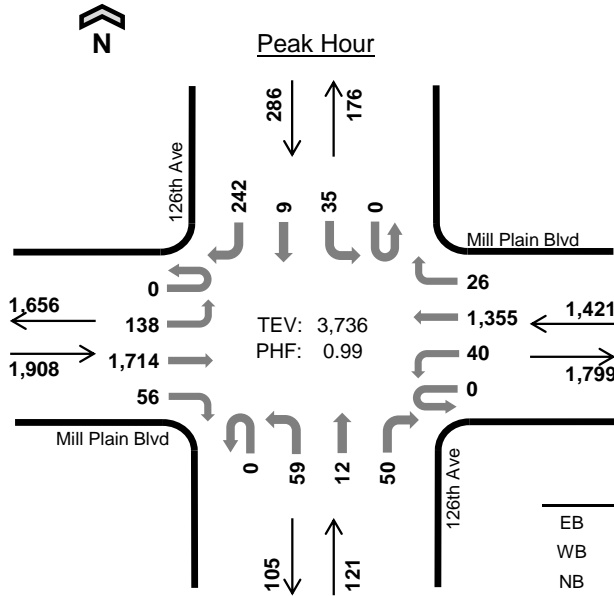 N
Peak Hour
286
176
126th Ave
242
9
35
0
Mill Plain Blvd
0
26
1,656
138
TEV: 3,736
1,355
1,421
1,908
1,714
PHF: 0.99
40
1,799
56
0
Mill Plain Blvd
0
59
12
50
126th Ave
105
121
EB
WB
NB